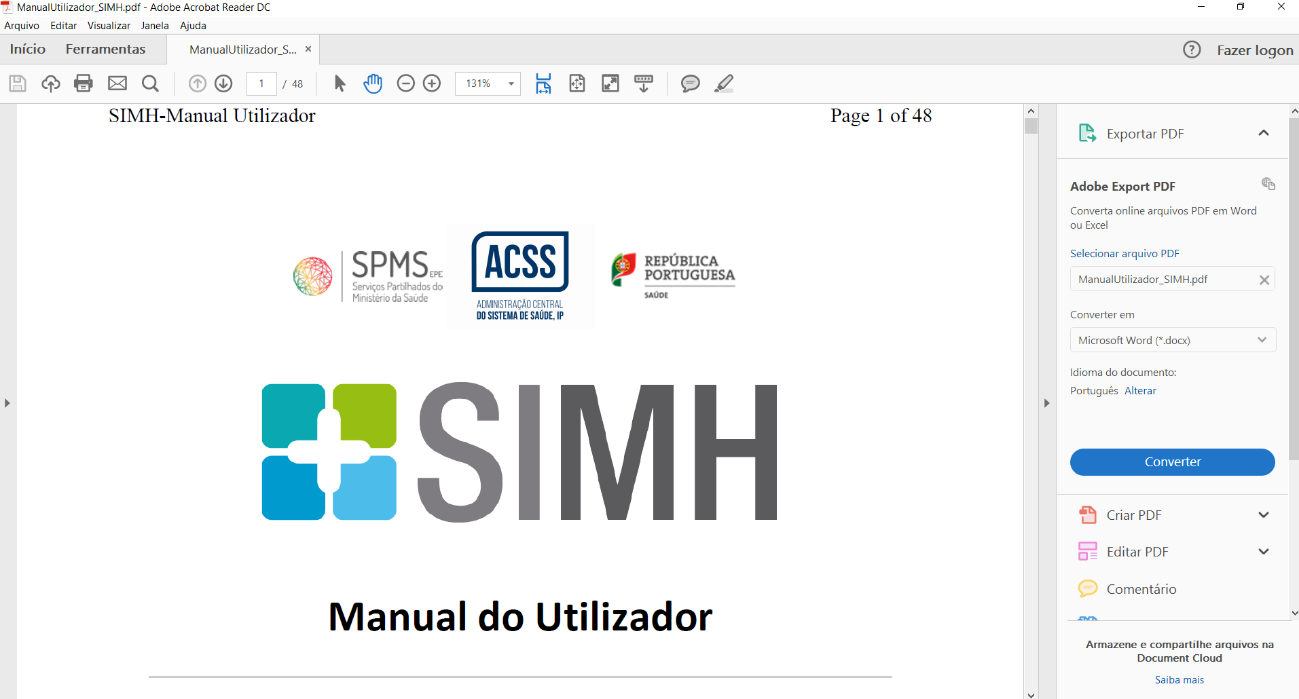 ManualUtilizador_SIMH.pdf - Adobe Acrobat Reader DC
Arquivo Editar Visualizar Janela Ajuda
Início Ferramentas ManualUtilizador_S... × ? Fazer logon
1 / 48 131%
SIMH-Manual Utilizador Page 1 of 48
SPMS EPE
Serviços Partilhados do
Ministério da Saúde
ACSS
ADMINISTRAÇÃO CENTRAL
DO SISTEMA DE SAÚDE, IP
REPÚBLICA
PORTUGUESA
SAÚDE
SIMH
Manual do Utilizador
Exportar PDF
Adobe Export PDF
Converta online arquivos PDF em Word
ou Excel
Selecionar arquivo PDF
ManualUtilizador_SIMH.pdf
Converter em
Microsoft Word (*.docx)
Idioma do documento:
Português Alterar
Converter
Criar PDF
Editar PDF
Comentário
Armazene e compartilhe arquivos na
Document Cloud
Saiba mais